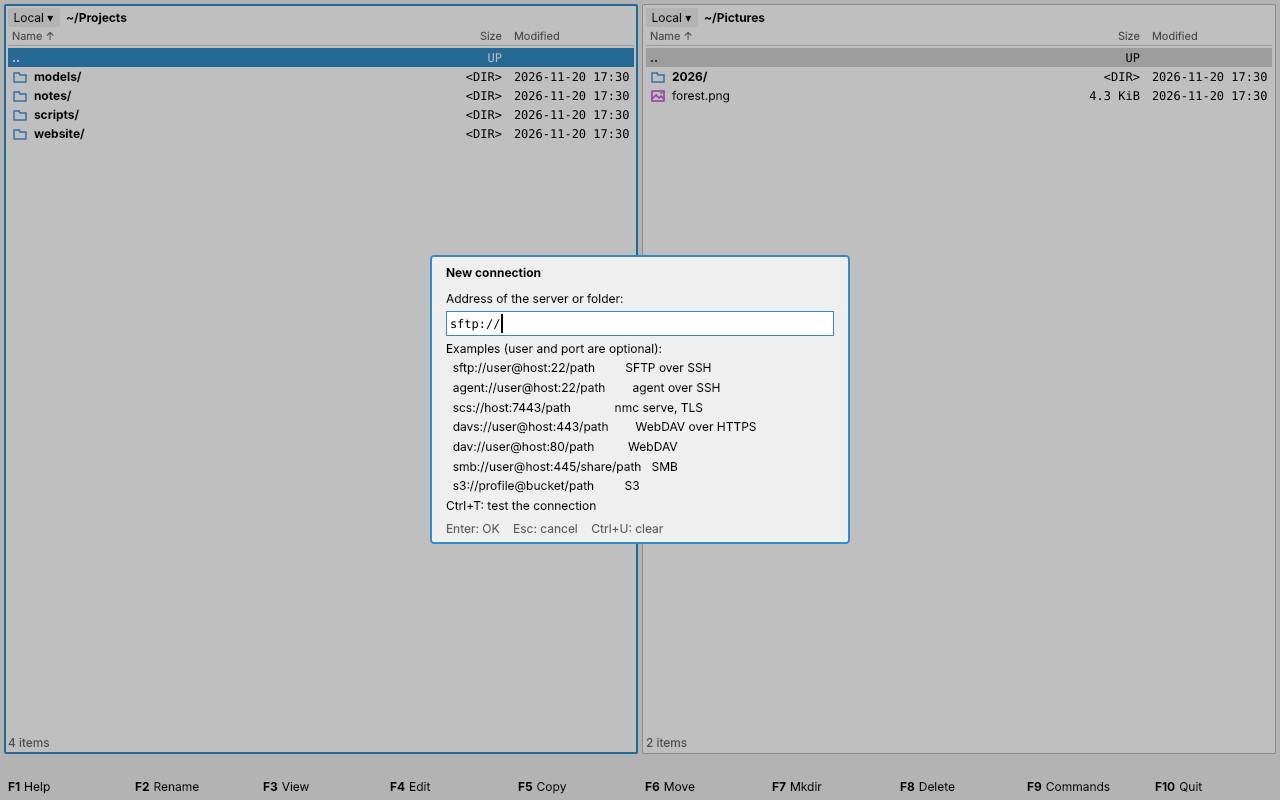 Local ▾ ~/Projects
Name ↑ Size Modified
.. UP
models/ <DIR> 2026-11-20 17:30
notes/ <DIR> 2026-11-20 17:30
scripts/ <DIR> 2026-11-20 17:30
website/ <DIR> 2026-11-20 17:30
4 items
Local ▾ ~/Pictures
Name ↑ Size Modified
.. UP
2026/ <DIR> 2026-11-20 17:30
forest.png 4.3 KiB 2026-11-20 17:30
2 items
New connection
Address of the server or folder:
sftp://
Examples (user and port are optional):
sftp://user@host:22/path SFTP over SSH
agent://user@host:22/path agent over SSH
scs://host:7443/path nmc serve, TLS
davs://user@host:443/path WebDAV over HTTPS
dav://user@host:80/path WebDAV
smb://user@host:445/share/path SMB
s3://profile@bucket/path S3
Ctrl+T: test the connection
Enter: OK Esc: cancel Ctrl+U: clear
F1 Help F2 Rename F3 View F4 Edit F5 Copy F6 Move F7 Mkdir F8 Delete F9 Commands F10 Quit